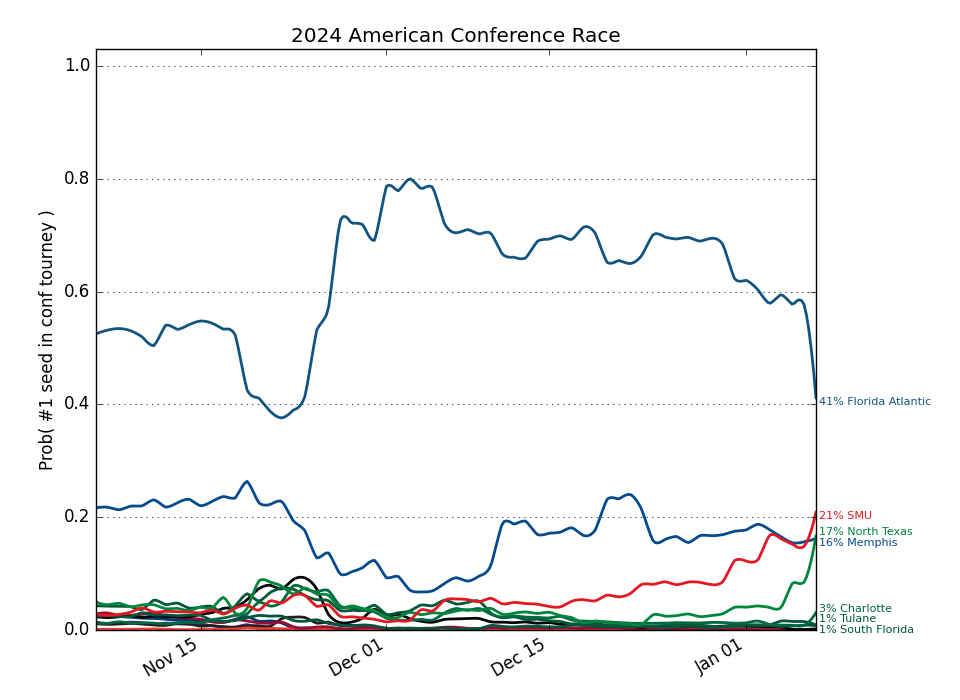 2024 American Conference Race
Prob( #1 seed in conf tourney )
1.0
0.8
0.6
0.4
0.2
0.0
Nov 15
Dec 01
Dec 15
Jan 01
41% Florida Atlantic
21% SMU
17% North Texas
16% Memphis
3% Charlotte
1% Tulane
1% South Florida